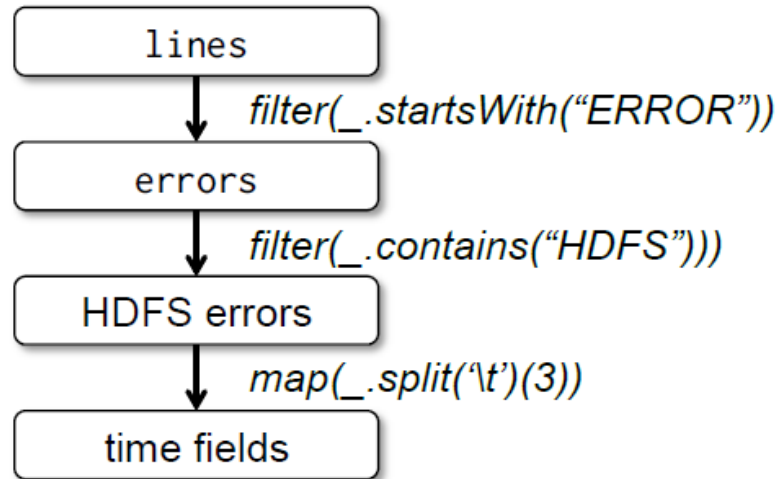 lines
filter(_.startsWith(“ERROR”))
errors
filter(_.contains(“HDFS”)))
HDFS errors
map(_.split(‘\t’)(3))
time fields